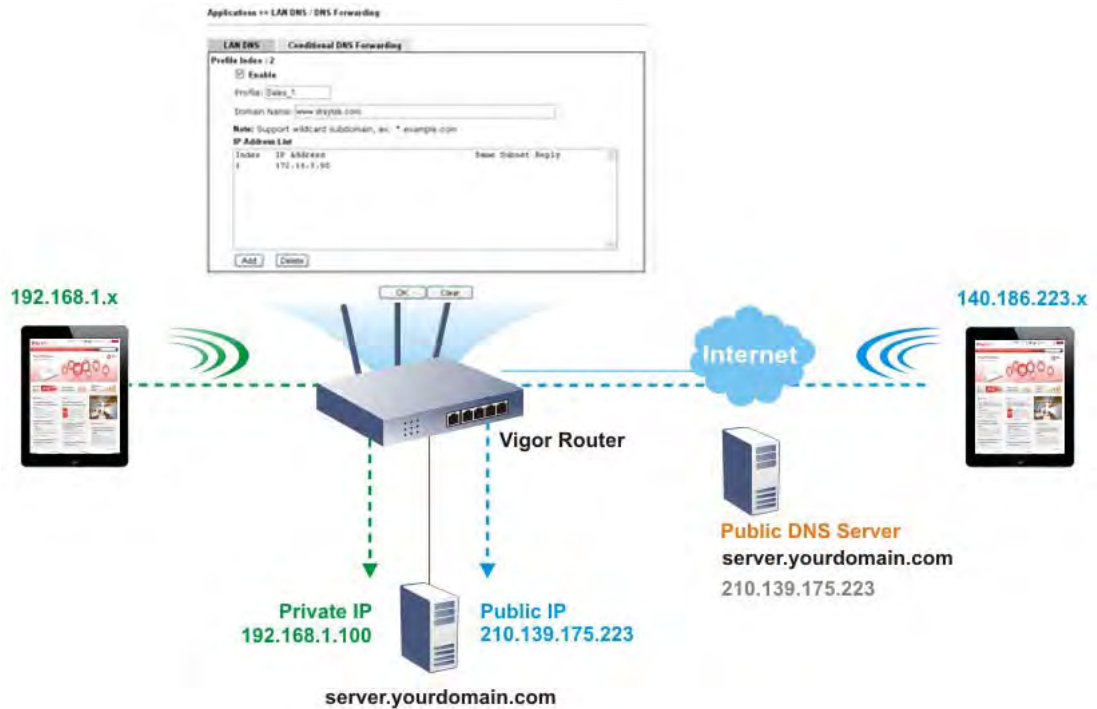 Applications >> LAN DNS / DNS Forwarding
LAN DNS Conditional DNS Forwarding
Profile Index : 2
Enable
Profile: Sales_1
Domain Name: www.draytek.com
Note: Support wildcard subdomain, ex: *.example.com
IP Address List
Index IP Address Same Subnet Reply
1
Add Delete
OK Clear
192.168.1.x
140.186.223.x
Internet
Vigor Router
Public DNS Server
server.yourdomain.com
210.139.175.223
Private IP
192.168.1.100
Public IP
210.139.175.223
server.yourdomain.com